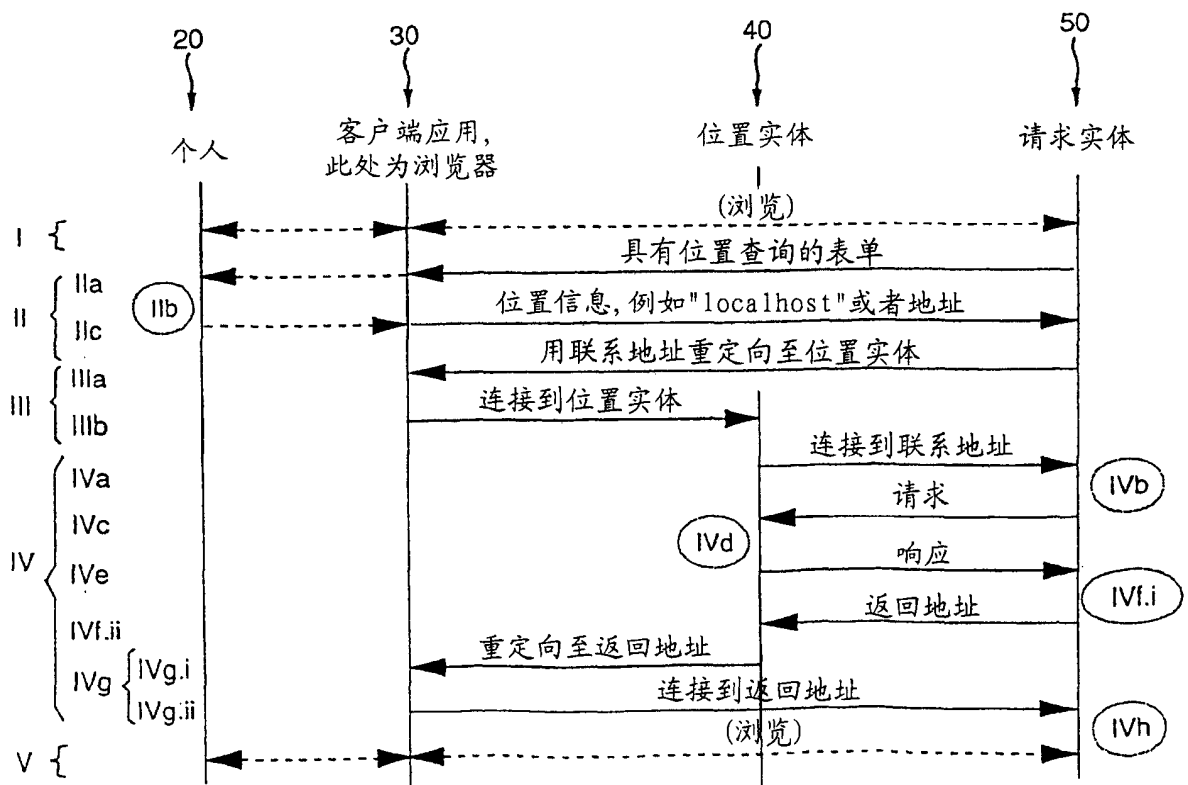 20
30
40
50
个人
客户端应用,
此处为浏览器
位置实体
请求实体
I
(浏览)
具有位置查询的表单
II
IIa
IIb
IIc
位置信息,例如"localhost"或者地址
用联系地址重定向至位置实体
III
IIIa
IIIb
连接到位置实体
IV
IVa
连接到联系地址
IVb
IVc
请求
IVd
IVe
响应
IVf.i
IVf.ii
返回地址
IVg
IVg.i
重定向至返回地址
IVg.ii
连接到返回地址
IVh
V
(浏览)